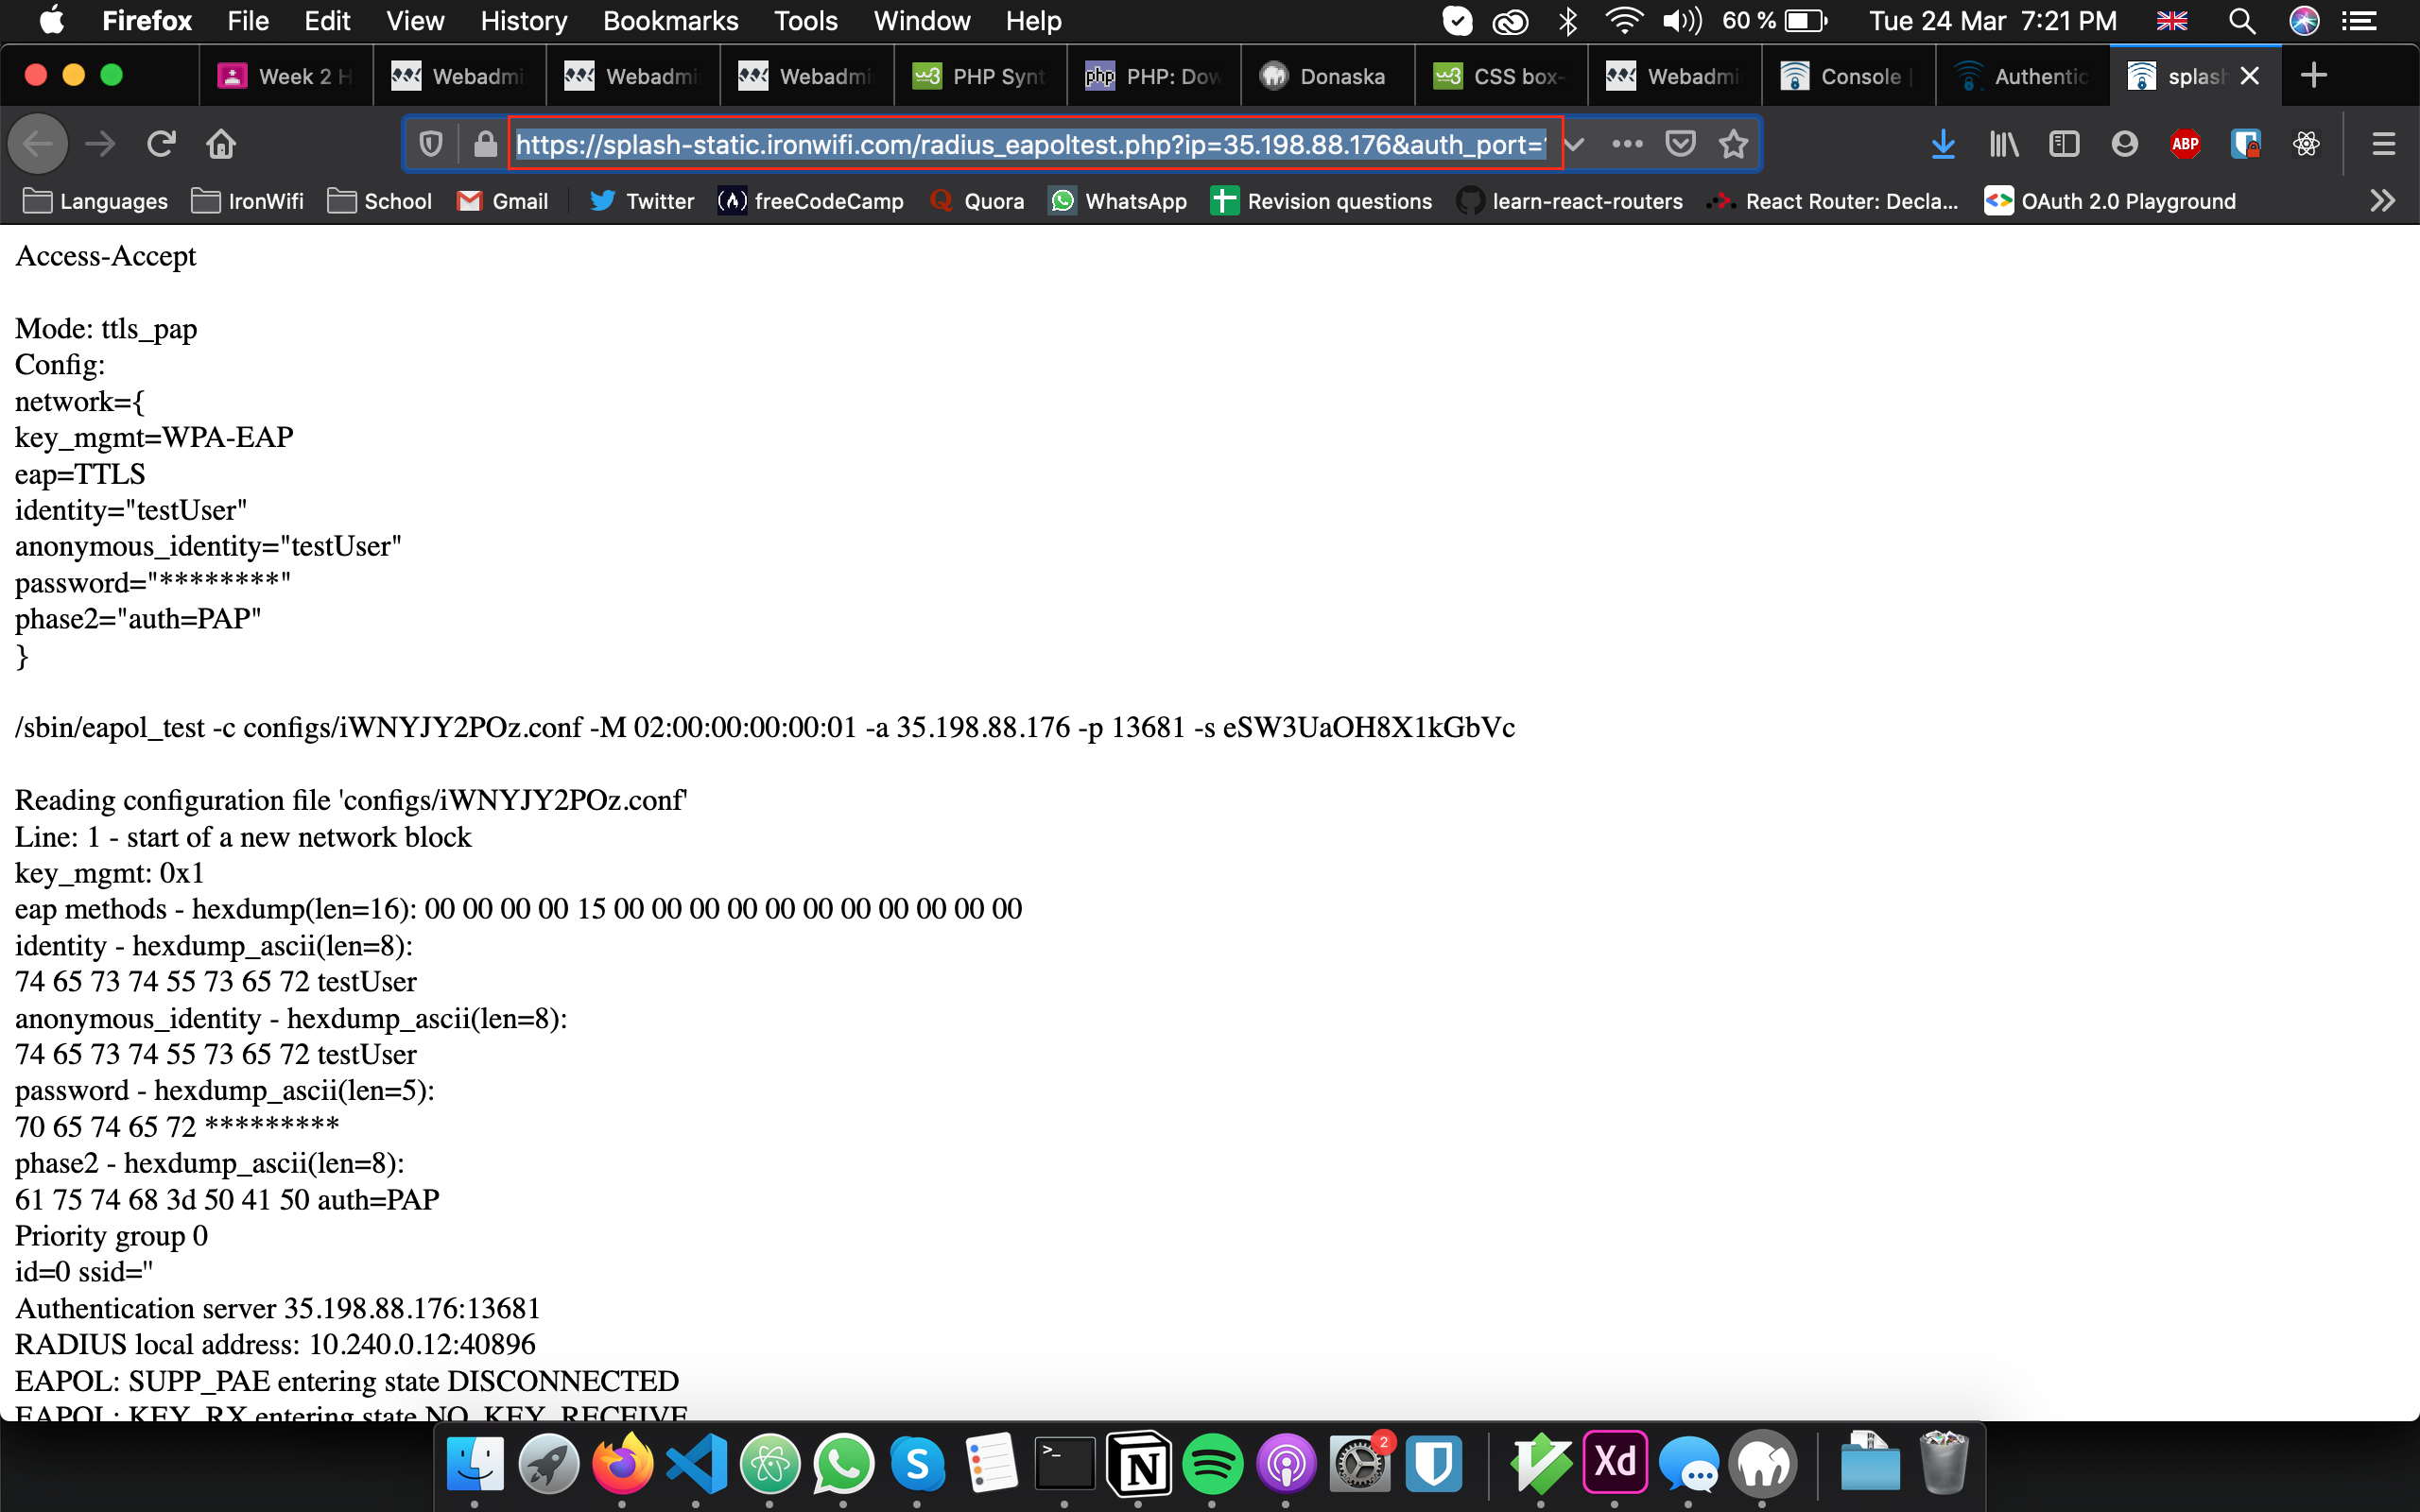 Firefox File Edit View History Bookmarks Tools Window Help 60 % Tue 24 Mar 7:21 PM
Week 2 H Webadmi Webadmi Webadmi PHP Synt php PHP: Dow Donaska CSS box- Webadmi Console | Authentic splash
https://splash-static.ironwifi.com/radius_eapoltest.php?ip=35.198.88.176&auth_port= ABP
Languages IronWifi School Gmail Twitter freeCodeCamp Quora WhatsApp Revision questions learn-react-routers React Router: Decla... OAuth 2.0 Playground
Access-Accept
Mode: ttls_pap
Config:
network={
key_mgmt=WPA-EAP
eap=TTLS
identity="testUser"
anonymous_identity="testUser"
password="********"
phase2="auth=PAP"
}
/sbin/eapol_test -c configs/iWNYJY2POz.conf -M 02:00:00:00:00:01 -a 35.198.88.176 -p 13681 -s eSW3UaOH8X1kGbVc
Reading configuration file 'configs/iWNYJY2POz.conf'
Line: 1 - start of a new network block
key_mgmt: 0x1
eap methods - hexdump(len=16): 00 00 00 00 15 00 00 00 00 00 00 00 00 00 00 00
identity - hexdump_ascii(len=8):
74 65 73 74 55 73 65 72 testUser
anonymous_identity - hexdump_ascii(len=8):
74 65 73 74 55 73 65 72 testUser
password - hexdump_ascii(len=5):
70 65 74 65 72 *********
phase2 - hexdump_ascii(len=8):
61 75 74 68 3d 50 41 50 auth=PAP
Priority group 0
id=0 ssid=''
Authentication server 35.198.88.176:13681
RADIUS local address: 10.240.0.12:40896
EAPOL: SUPP_PAE entering state DISCONNECTED
EAPOL: KEY_RX entering state NO_KEY_RECEIVE
2
Xd